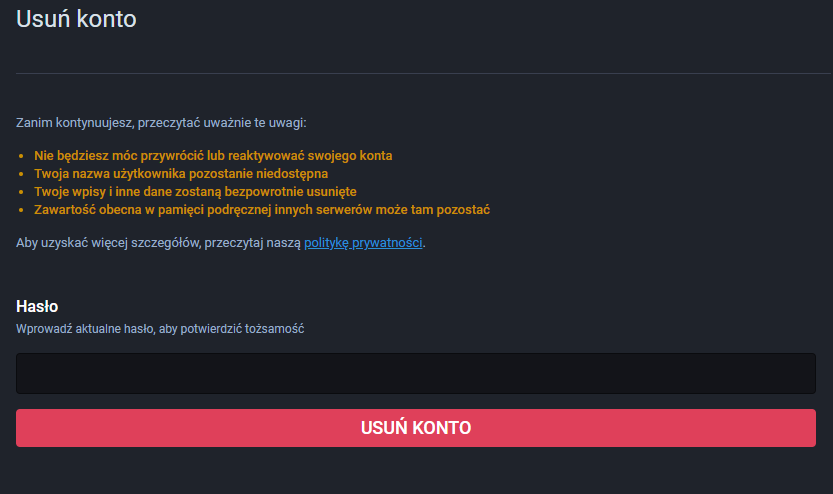 Usuń konto
Zanim kontynuujesz, przeczytać uważnie te uwagi:
• Nie będziesz móc przywrócić lub reaktywować swojego konta
• Twoja nazwa użytkownika pozostanie niedostępna
• Twoje wpisy i inne dane zostaną bezpowrotnie usunięte
• Zawartość obecna w pamięci podręcznej innych serwerów może tam pozostać
Aby uzyskać więcej szczegółów, przeczytaj naszą politykę prywatności.
Hasło
Wprowadź aktualne hasło, aby potwierdzić tożsamość
USUŃ KONTO